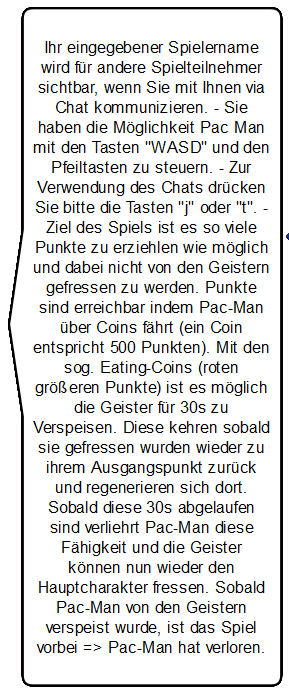 Ihr eingegebener Spielername
wird für andere Spielteilnehmer
sichtbar, wenn Sie mit Ihnen via
Chat kommunizieren. - Sie
haben die Möglichkeit Pac Man
mit den Tasten "WASD" und den
Pfeiltasten zu steuern. - Zur
Verwendung des Chats drücken
Sie bitte die Tasten "j" oder "t". -
Ziel des Spiels ist es so viele
Punkte zu erziehlen wie möglich
und dabei nicht von den Geistern
gefressen zu werden. Punkte
sind erreichbar indem Pac-Man
über Coins fährt (ein Coin
entspricht 500 Punkten). Mit den
sog. Eating-Coins (roten
größeren Punkte) ist es möglich
die Geister für 30s zu
Verspeisen. Diese kehren sobald
sie gefressen wurden wieder zu
ihrem Ausgangspunkt zurück
und regenerieren sich dort.
Sobald diese 30s abgelaufen
sind verliehrt Pac-Man diese
Fähigkeit und die Geister
können nun wieder den
Hauptcharakter fressen. Sobald
Pac-Man von den Geistern
verspeist wurde, ist das Spiel
vorbei => Pac-Man hat verloren.